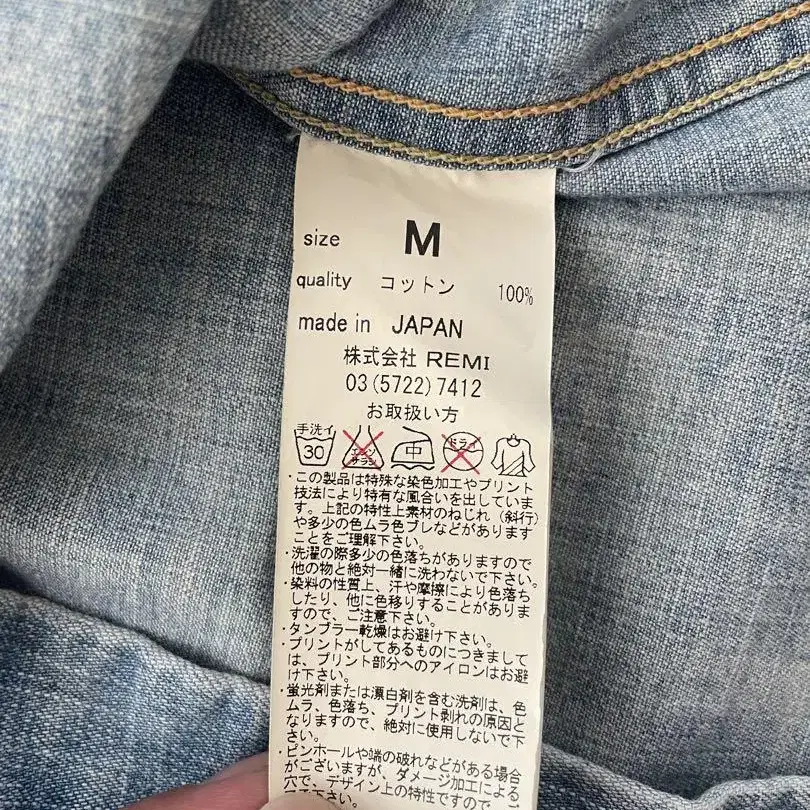 size M
quality コットン 100%
made in JAPAN
株式会社 REMI
03(5722)7412
お取扱い方
手洗イ
30 エンソサラシ 中 ドライ
・この製品は特殊な染色加工やプリント
技法により特有な風合いを出していま
す。上記の特性上素材のねじれ（斜行）
や多少の色ムラ色ブレなどがあります
ことをご理解下さい。
・洗濯の際多少の色落ちがありますので
他の物と絶対一緒に洗わないで下さい。
・染料の性質上、汗や摩擦により色落ち
したり、他に色移りすることがありま
すので、ご注意下さい。
・タンブラー乾燥はお避け下さい。
・プリントがしてあるものにつきまして
は、プリント部分へのアイロンはお避
け下さい。
・蛍光剤または漂白剤を含む洗剤は、色
ムラ、色落ち、プリント剥れの原因と
なりますので、絶対に使用しないで下
さい。
・ピンホールや端の破れなどがある場合
がございますが、ダメージ加工による
穴で、デザイン上の特性ですので、ご
下さい。